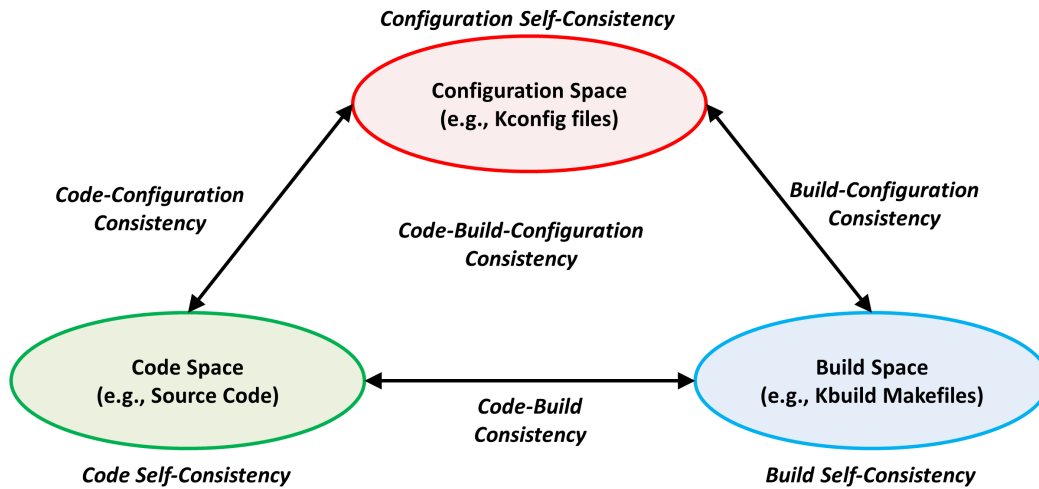 Configuration Self-Consistency
Configuration Space
(e.g., Kconfig files)
Code-Configuration
Consistency
Build-Configuration
Consistency
Code-Build-Configuration
Consistency
Code Space
(e.g., Source Code)
Build Space
(e.g., Kbuild Makefiles)
Code-Build
Consistency
Code Self-Consistency
Build Self-Consistency